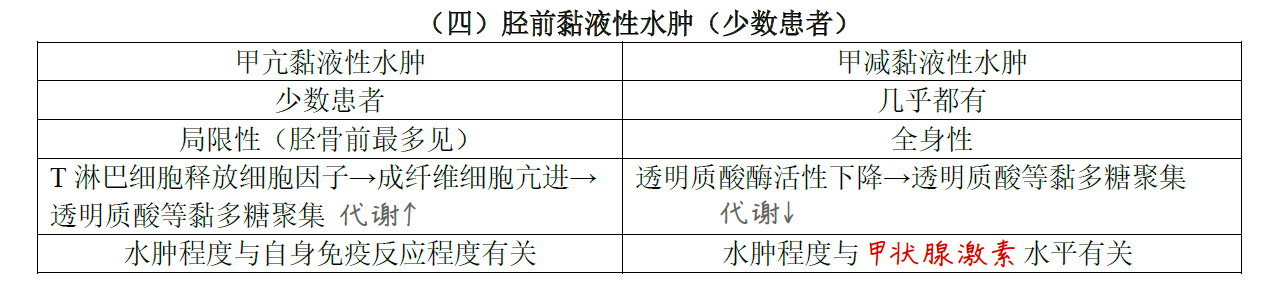 （四）胫前黏液性水肿（少数患者）
甲亢黏液性水肿 甲减黏液性水肿
少数患者 几乎都有
局限性（胫骨前最多见） 全身性
T 淋巴细胞释放细胞因子→成纤维细胞亢进→ 透明质酸酶活性下降→透明质酸等黏多糖聚集
透明质酸等黏多糖聚集 代谢↑ 代谢↓
水肿程度与自身免疫反应程度有关 水肿程度与甲状腺激素水平有关